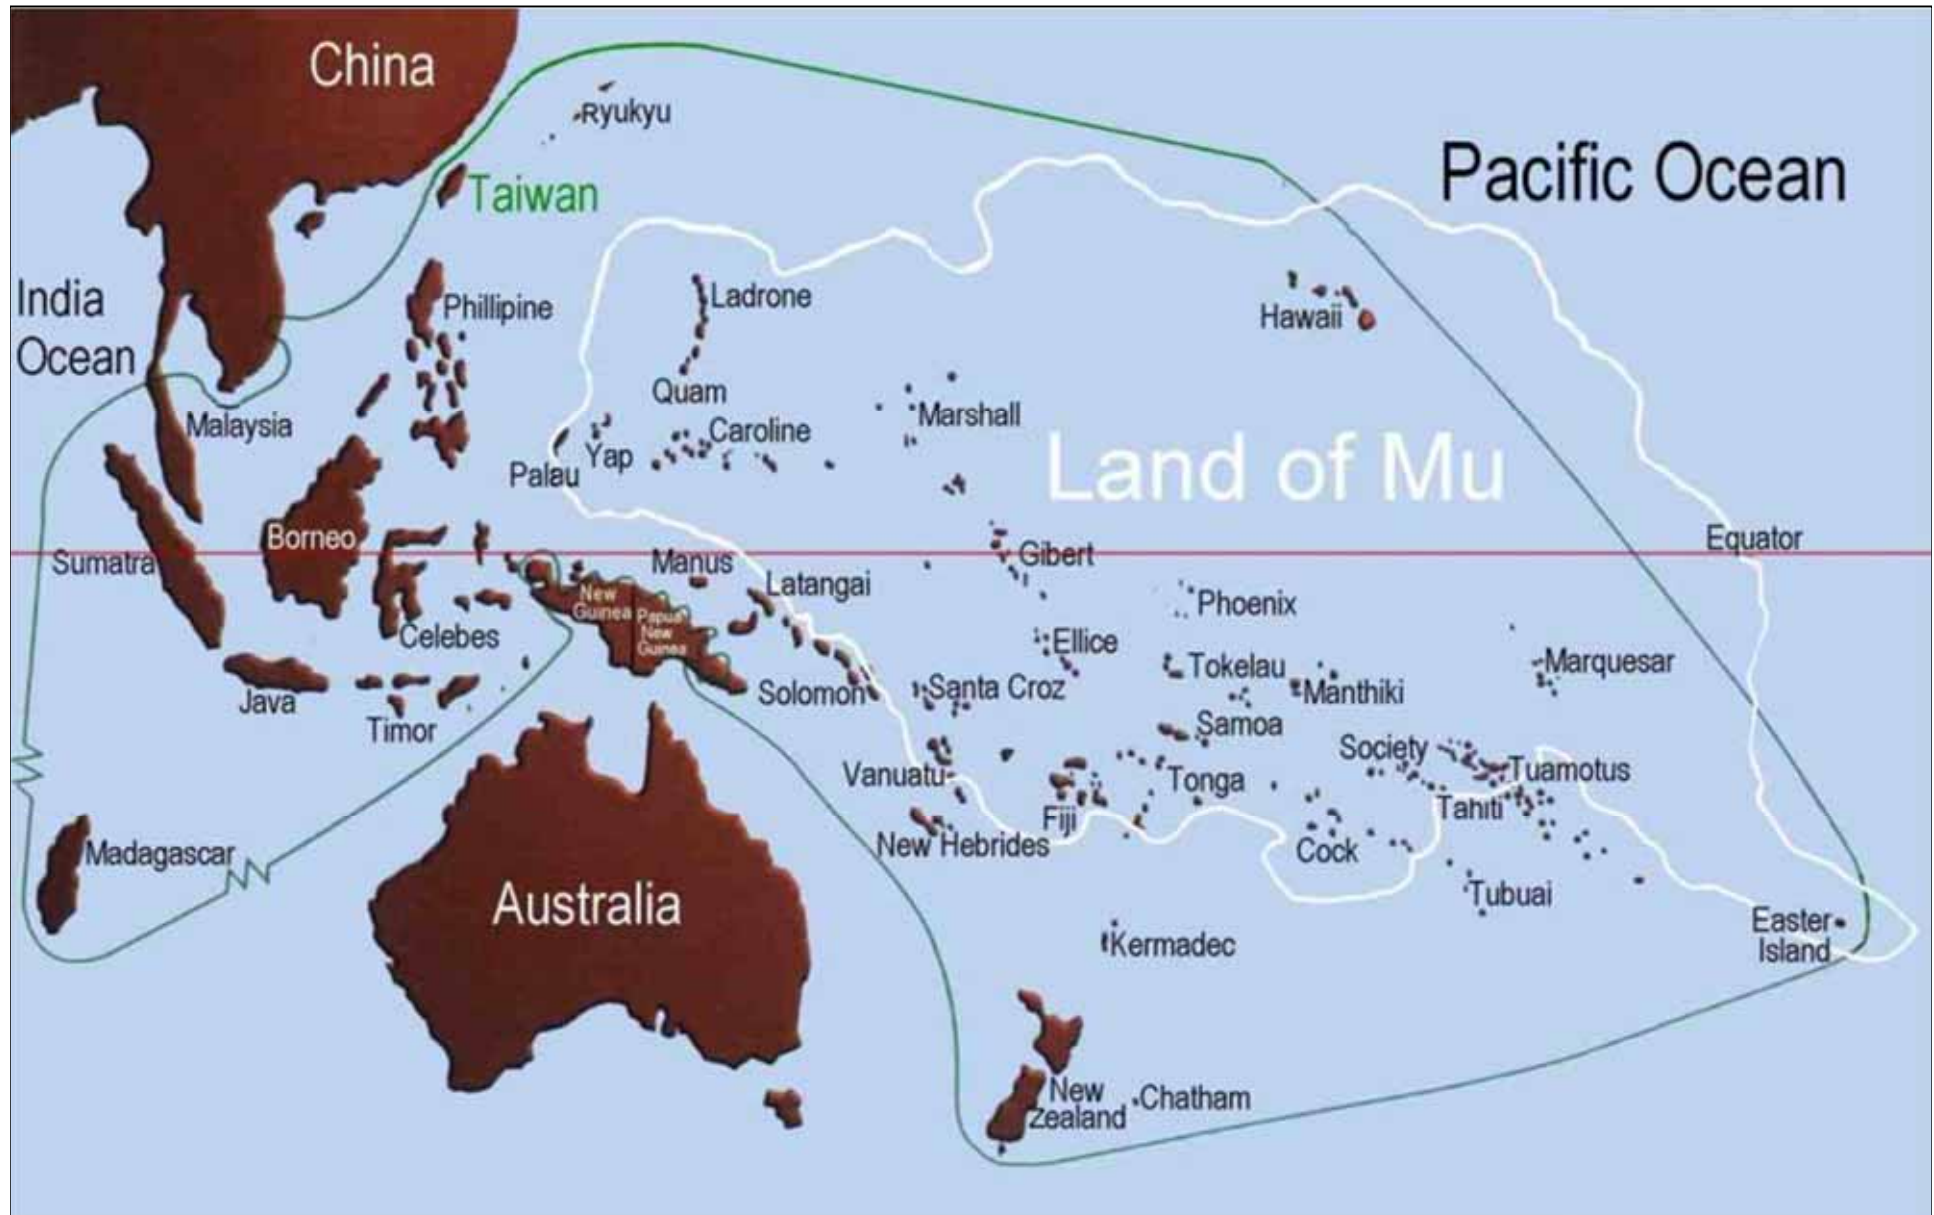 China
Ryukyu
Pacific Ocean
Taiwan
India
Ocean
Phillipine
Ladrone
Hawaii
Quam
Malaysia
Marshall
Caroline
Yap
Palau
Land of Mu
Borneo
Equator
Sumatra
Manus
Gibert
Latangai
New
Guinea
Papua
New
Guinea
Phoenix
Celebes
Ellice
Marquesar
Tokelau
Java
Solomon
Santa Croz
Manthiki
Timor
Samoa
Society
Vanuatu
Tonga
Tuamotus
Tahiti
Fiji
New Hebrides
Cock
Madagascar
Tubuai
Australia
Easter
Island
Kermadec
New
Zealand
Chatham